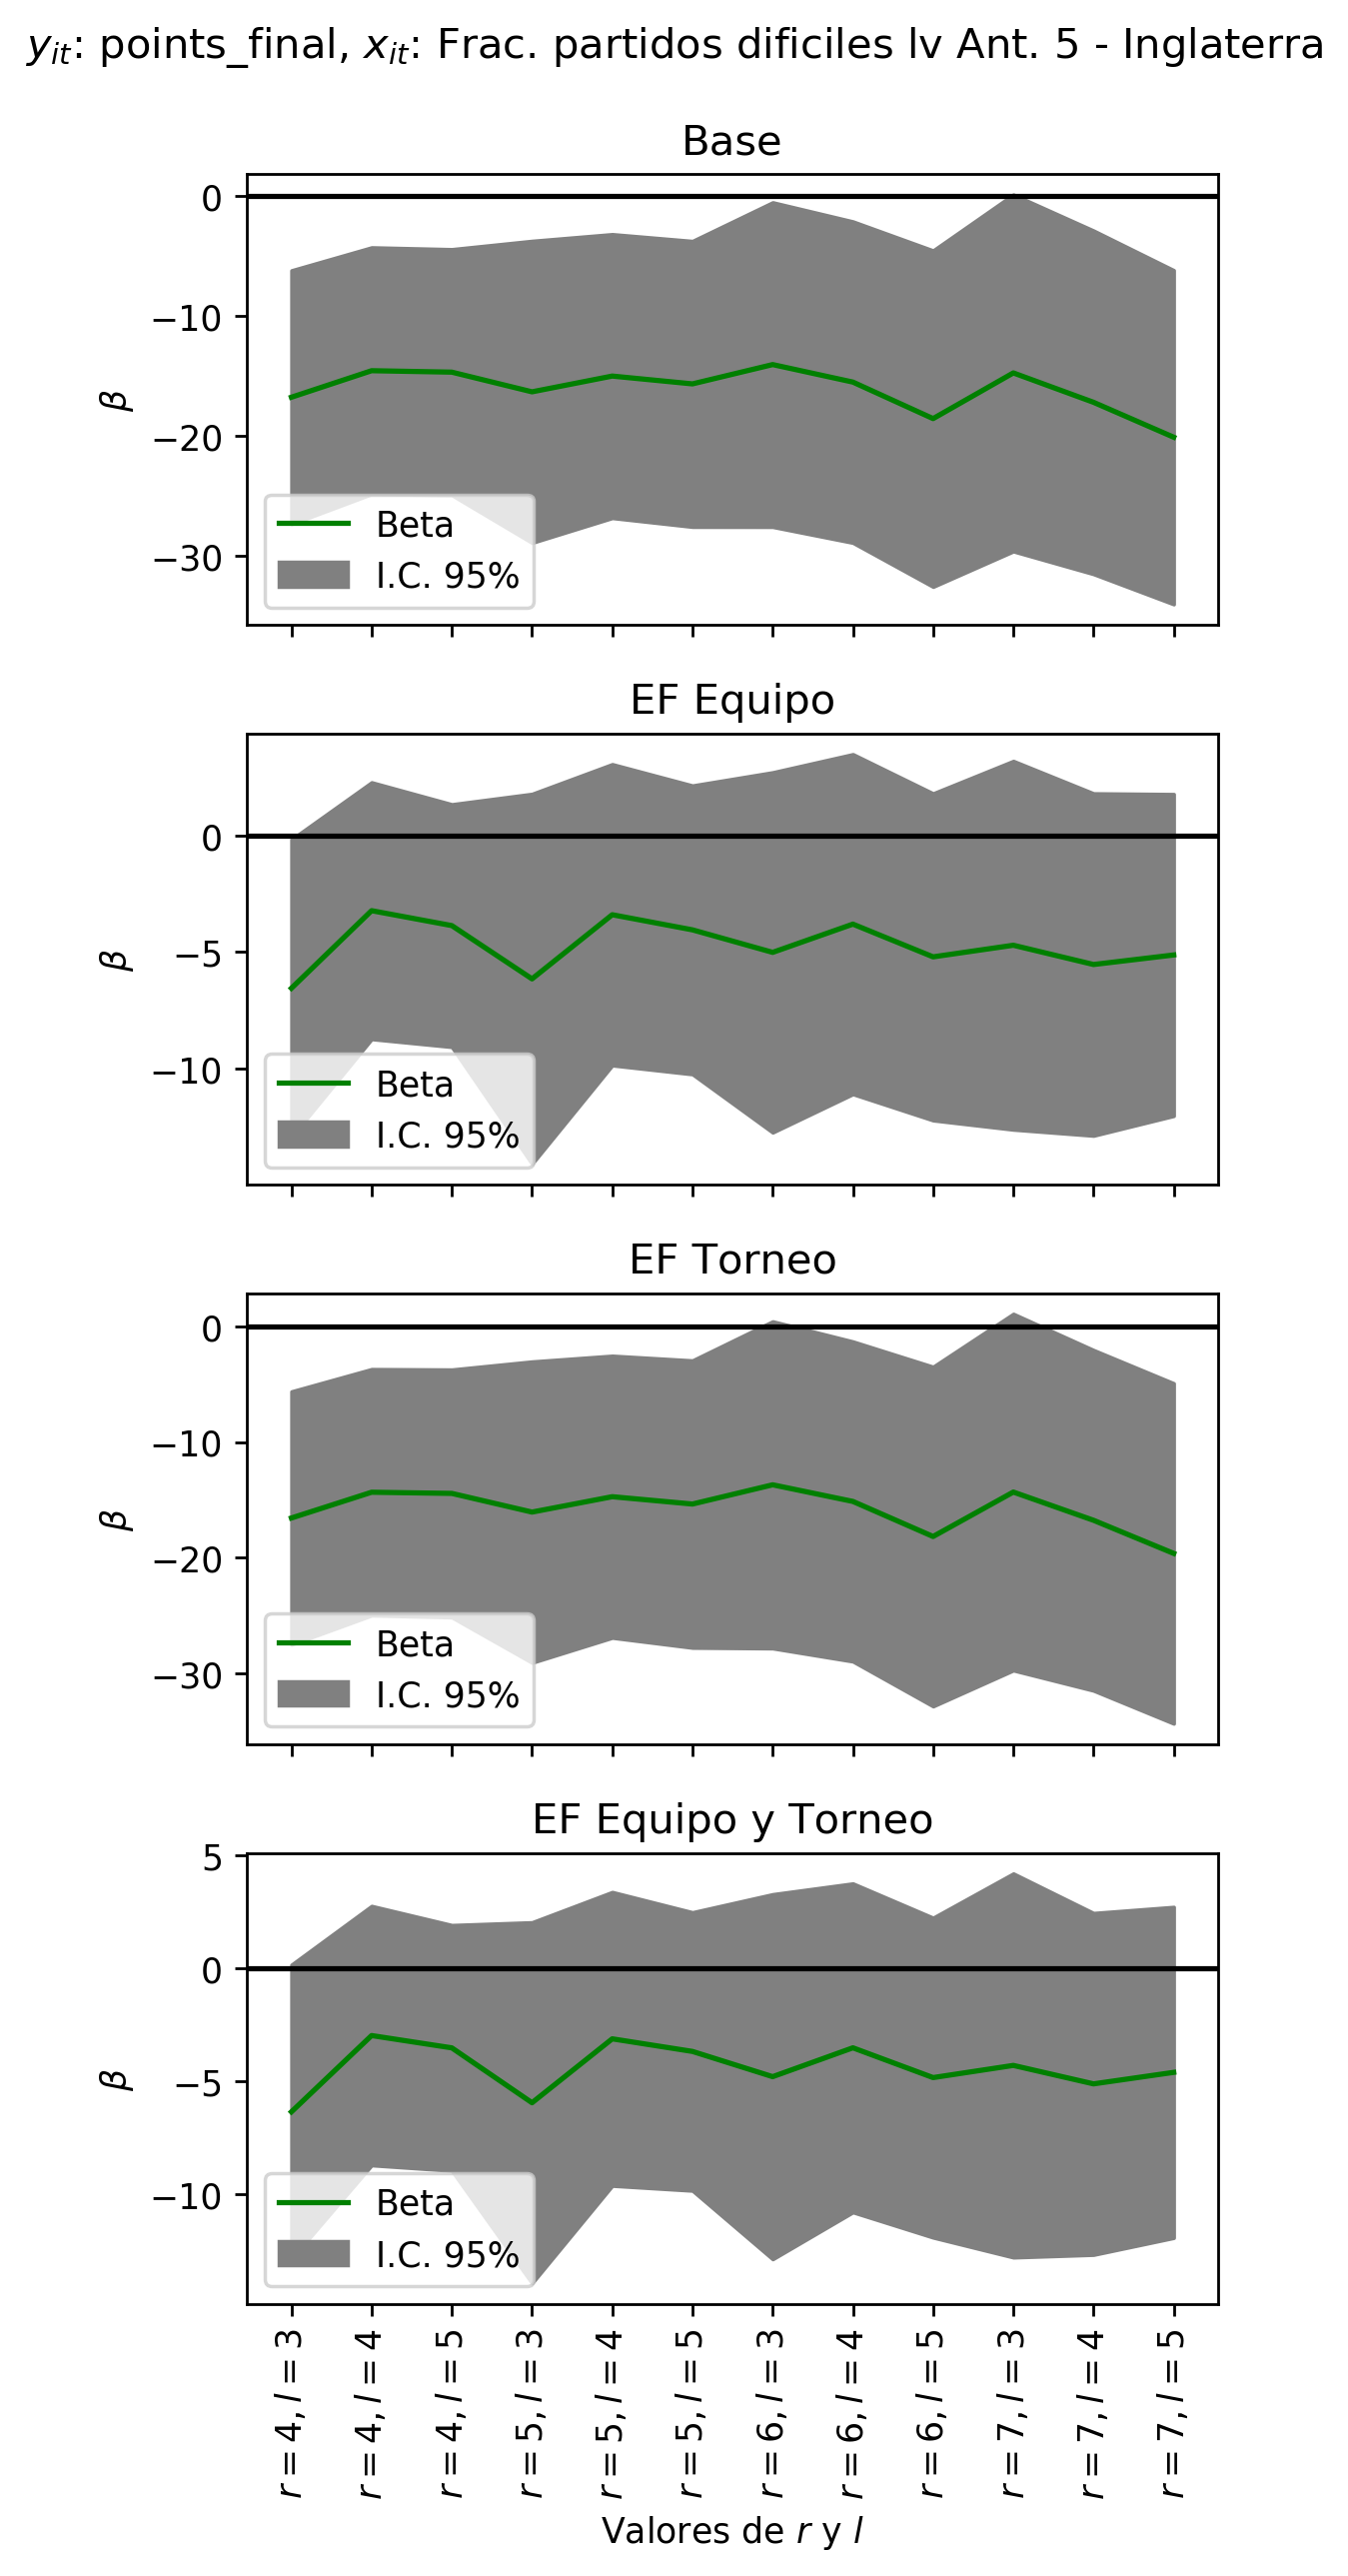 y_it: points_final, x_it: Frac. partidos dificiles lv Ant. 5 - Inglaterra
Base
0
−10
−20
−30
β
Beta
I.C. 95%
EF Equipo
0
−5
−10
β
Beta
I.C. 95%
EF Torneo
0
−10
−20
−30
β
Beta
I.C. 95%
EF Equipo y Torneo
5
0
−5
−10
β
Beta
I.C. 95%
r = 4, l = 3
r = 4, l = 4
r = 4, l = 5
r = 5, l = 3
r = 5, l = 4
r = 5, l = 5
r = 6, l = 3
r = 6, l = 4
r = 6, l = 5
r = 7, l = 3
r = 7, l = 4
r = 7, l = 5
Valores de r y l